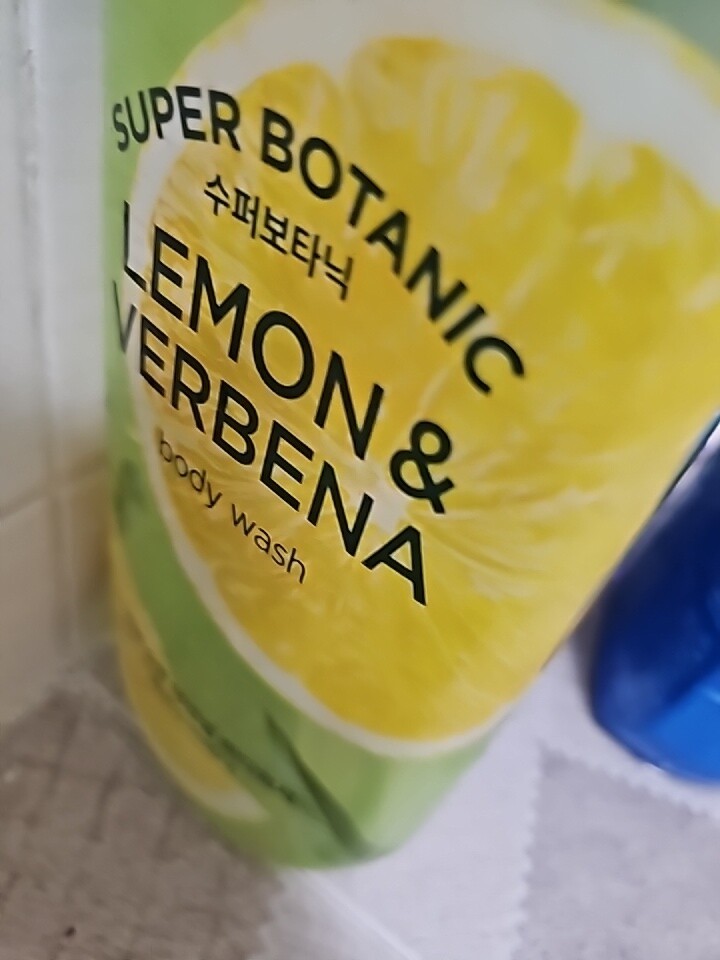 SUPER BOTANIC
수퍼보타닉
LEMON &
VERBENA
body wash